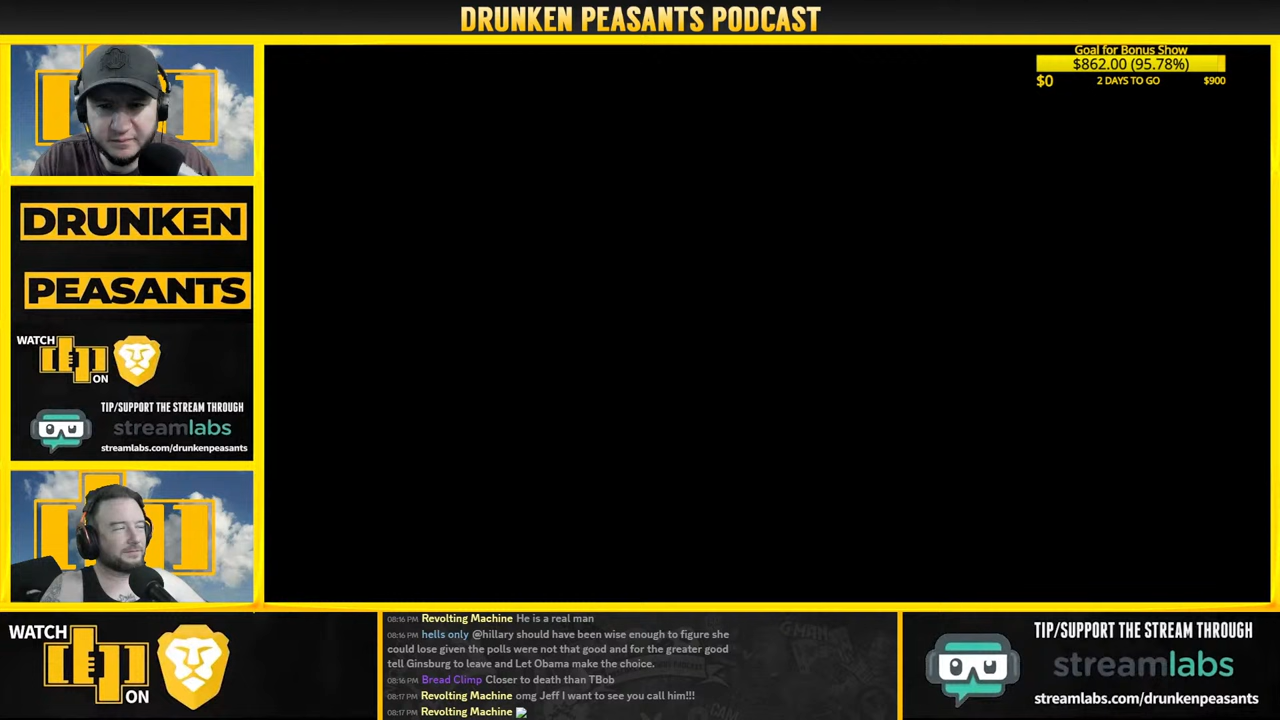 DRUNKEN PEASANTS PODCAST
Goal for Bonus Show
$862.00 (95.78%)
$0 2 DAYS TO GO $900
DRUNKEN
PEASANTS
WATCH
ON
TIP/SUPPORT THE STREAM THROUGH
streamlabs
streamlabs.com/drunkenpeasants
WATCH
ON
08:16 PM Revolting Machine He is a real man
08:16 PM hells only @hillary should have been wise enough to figure she
could lose given the polls were not that good and for the greater good
tell Ginsburg to leave and Let Obama make the choice.
08:16 PM Bread Climp Closer to death than TBob
08:17 PM Revolting Machine omg Jeff I want to see you call him!!!
08:17 PM Revolting Machine
TIP/SUPPORT THE STREAM THROUGH
streamlabs
streamlabs.com/drunkenpeasants